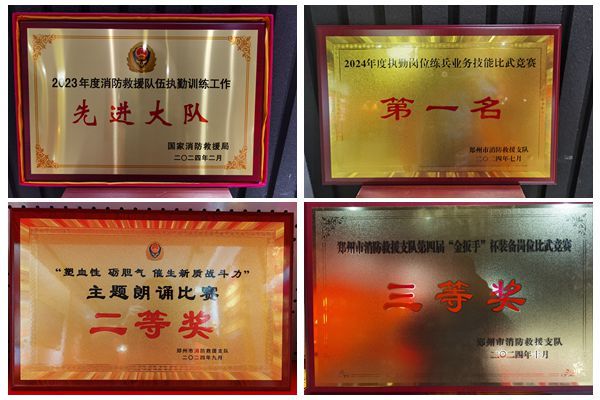 2023年度消防救援队伍执勤训练工作
先进大队
国家消防救援局
二〇二四年二月
2024年度执勤岗位练兵业务技能比武竞赛
第一名
郑州市消防救援支队
二〇二四年七月
“塑血性 砺胆气 催生新质战斗力”
主题朗诵比赛
二等奖
郑州市消防救援支队
二〇二四年九月
郑州市消防救援支队第四届“金扳手”杯装备岗位比武竞赛
三等奖
郑州市消防救援支队